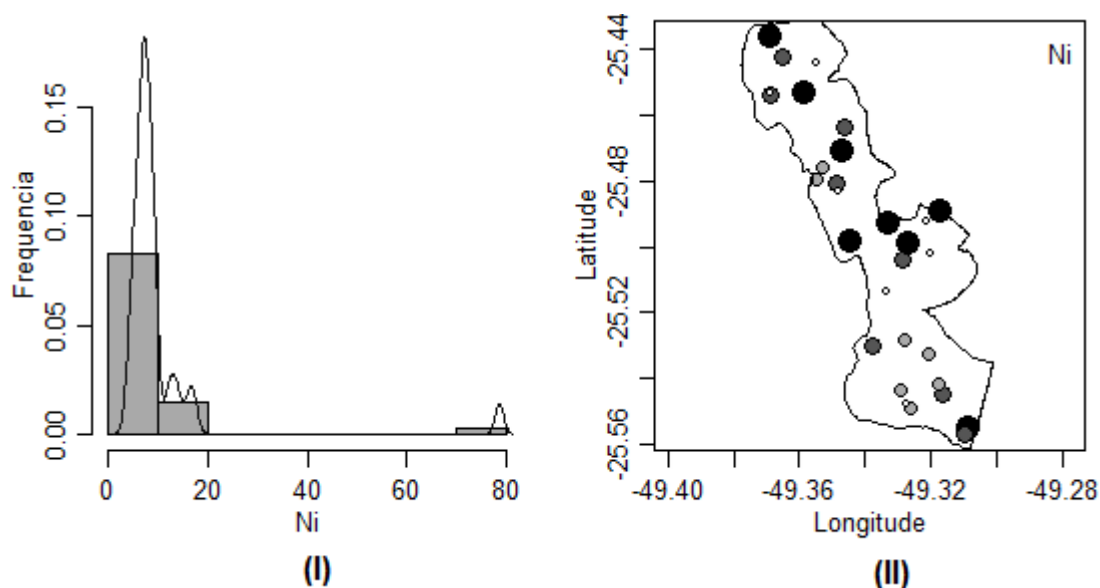 Frequencia
0.15
0.10
0.05
0.00
0
20
40
60
80
Ni
(I)
Ni
Latitude
-25.44
-25.48
-25.52
-25.56
-49.40
-49.36
-49.32
-49.28
Longitude
(II)